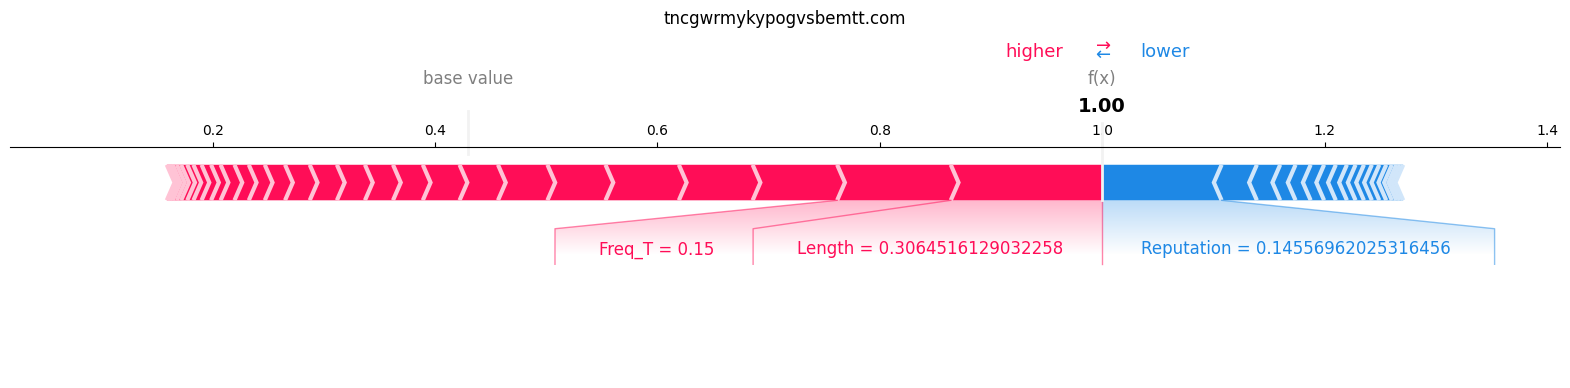 tncgwrmykypogvsbemtt.com
higher ⇄ lower
base value f(x)
1.00
0.2 0.4 0.6 0.8 1.0 1.2 1.4
Freq_T = 0.15 Length = 0.3064516129032258 Reputation = 0.14556962025316456